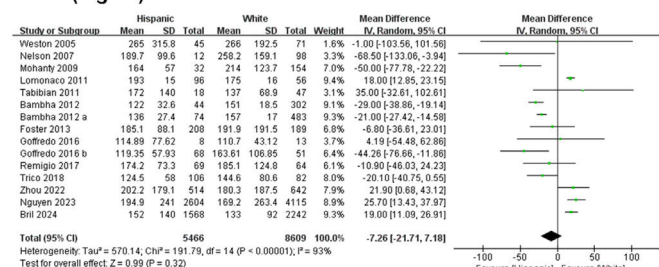 Hispanic White Mean Difference Mean Difference
Study or Subgroup Mean SD Total Mean SD Total Weight IV, Random, 95% CI IV, Random, 95% CI
Weston 2005 265 315.8 45 266 192.5 71 1.6% -1.00 [-103.56, 101.56]
Nelson 2007 189.7 99.6 12 258.2 159.1 98 3.0% -68.50 [-133.06, -3.94]
Mohanty 2009 164 57 32 214 123.7 154 7.0% -50.00 [-77.78, -22.22]
Lomonaco 2011 193 15 96 175 16 56 9.4% 18.00 [12.85, 23.15]
Tabibian 2011 172 140 18 137 68.9 47 2.8% 35.00 [-32.61, 102.61]
Bambha 2012 122 32.6 44 151 18.5 302 9.1% -29.00 [-38.86, -19.14]
Bambha 2012 a 136 27.4 74 157 17 483 9.3% -21.00 [-27.42, -14.58]
Foster 2013 185.1 88.1 208 191.9 191.5 189 6.7% -6.80 [-36.61, 23.01]
Goffredo 2016 114.89 77.62 8 110.7 43.12 13 3.4% 4.19 [-54.48, 62.86]
Goffredo 2016 b 119.35 57.93 68 163.61 106.85 51 6.4% -44.26 [-76.66, -11.86]
Remigio 2017 174.2 73.3 69 185.1 124.8 64 5.9% -10.90 [-46.03, 24.23]
Trico 2018 124.5 58 106 144.6 80.6 82 8.0% -20.10 [-40.75, 0.55]
Zhou 2022 202.2 179.1 514 180.3 187.5 642 7.9% 21.90 [0.68, 43.12]
Nguyen 2023 194.9 241 2604 169.2 263.4 4115 8.8% 25.70 [13.43, 37.97]
Bril 2024 152 140 1568 133 92 2242 9.2% 19.00 [11.09, 26.91]
Total (95% CI) 5466 8609 100.0% -7.26 [-21.71, 7.18]
Heterogeneity: Tau² = 570.14; Chi² = 191.79, df = 14 (P < 0.00001); I² = 93%
-100 -50 0 50 100
Test for overall effect: Z = 0.99 (P = 0.32)